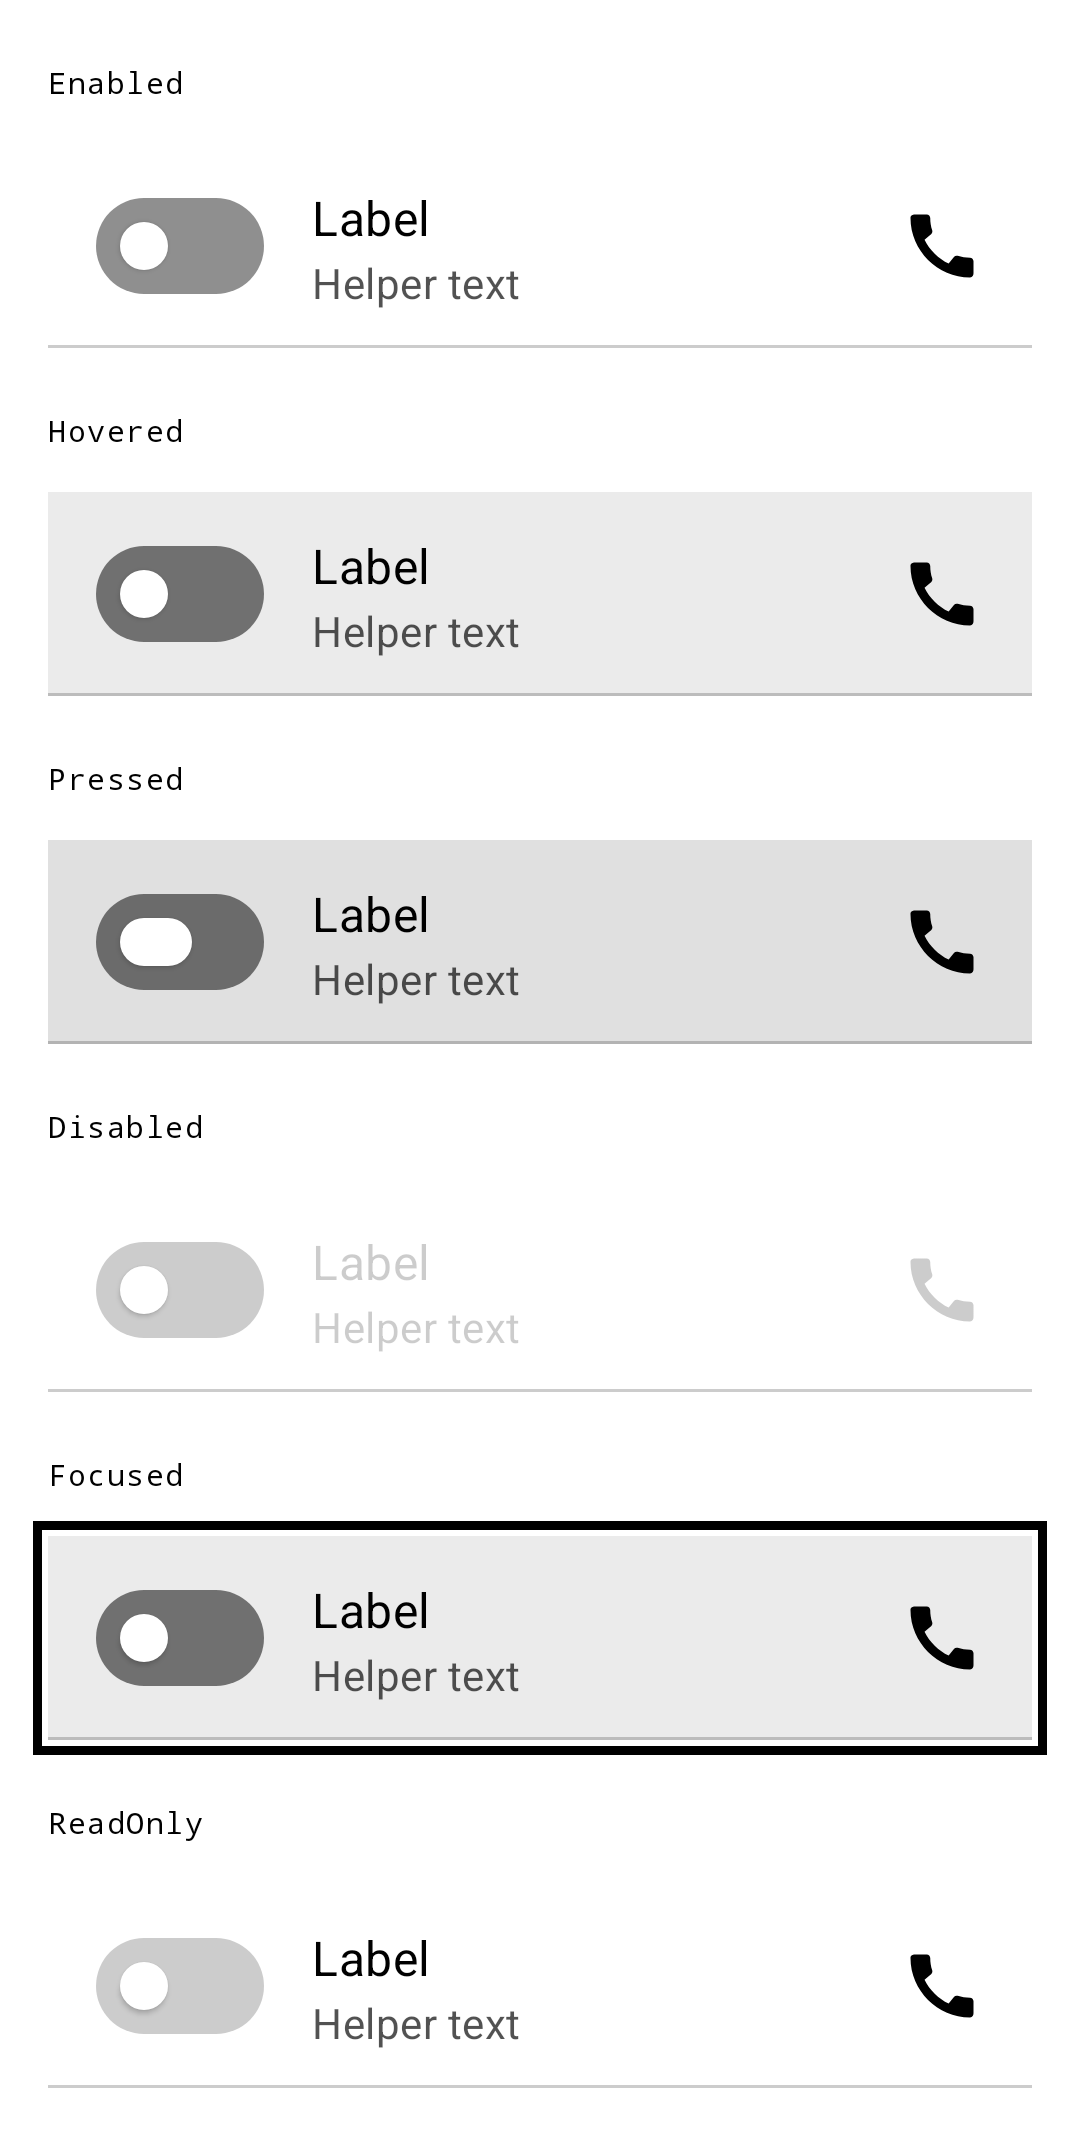 Enabled
Label
Helper text
Hovered
Label
Helper text
Pressed
Label
Helper text
Disabled
Label
Helper text
Focused
Label
Helper text
ReadOnly
Label
Helper text